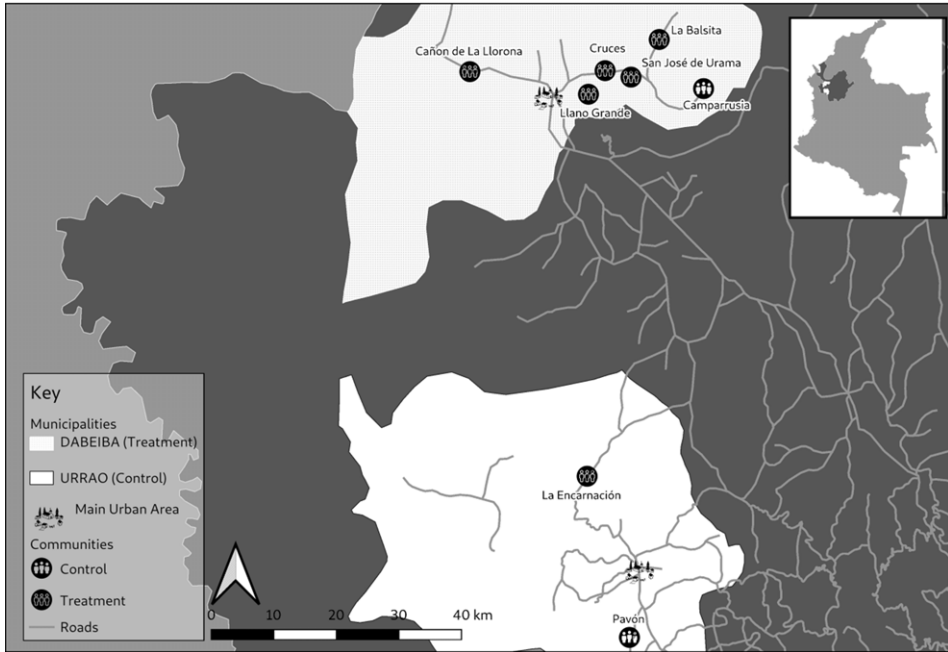 La Balsita
Cañon de La Llorona
Cruces
San José de Urama
Llano Grande
Camparrusia
Key
Municipalities
DABEIBA (Treatment)
URRAO (Control)
Main Urban Area
Communities
Control
Treatment
Roads
La Encarnación
Pavón
0 10 20 30 40 km